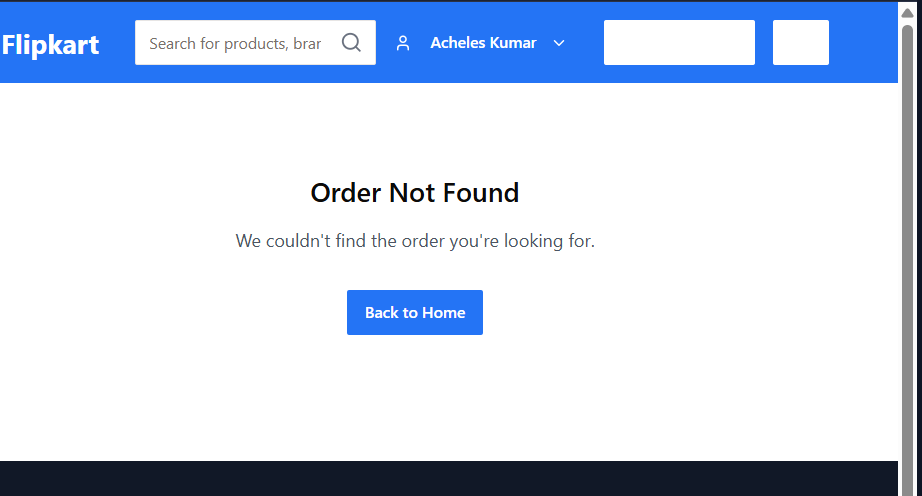 Flipkart
Search for products, brar
Acheles Kumar
Order Not Found
We couldn't find the order you're looking for.
Back to Home